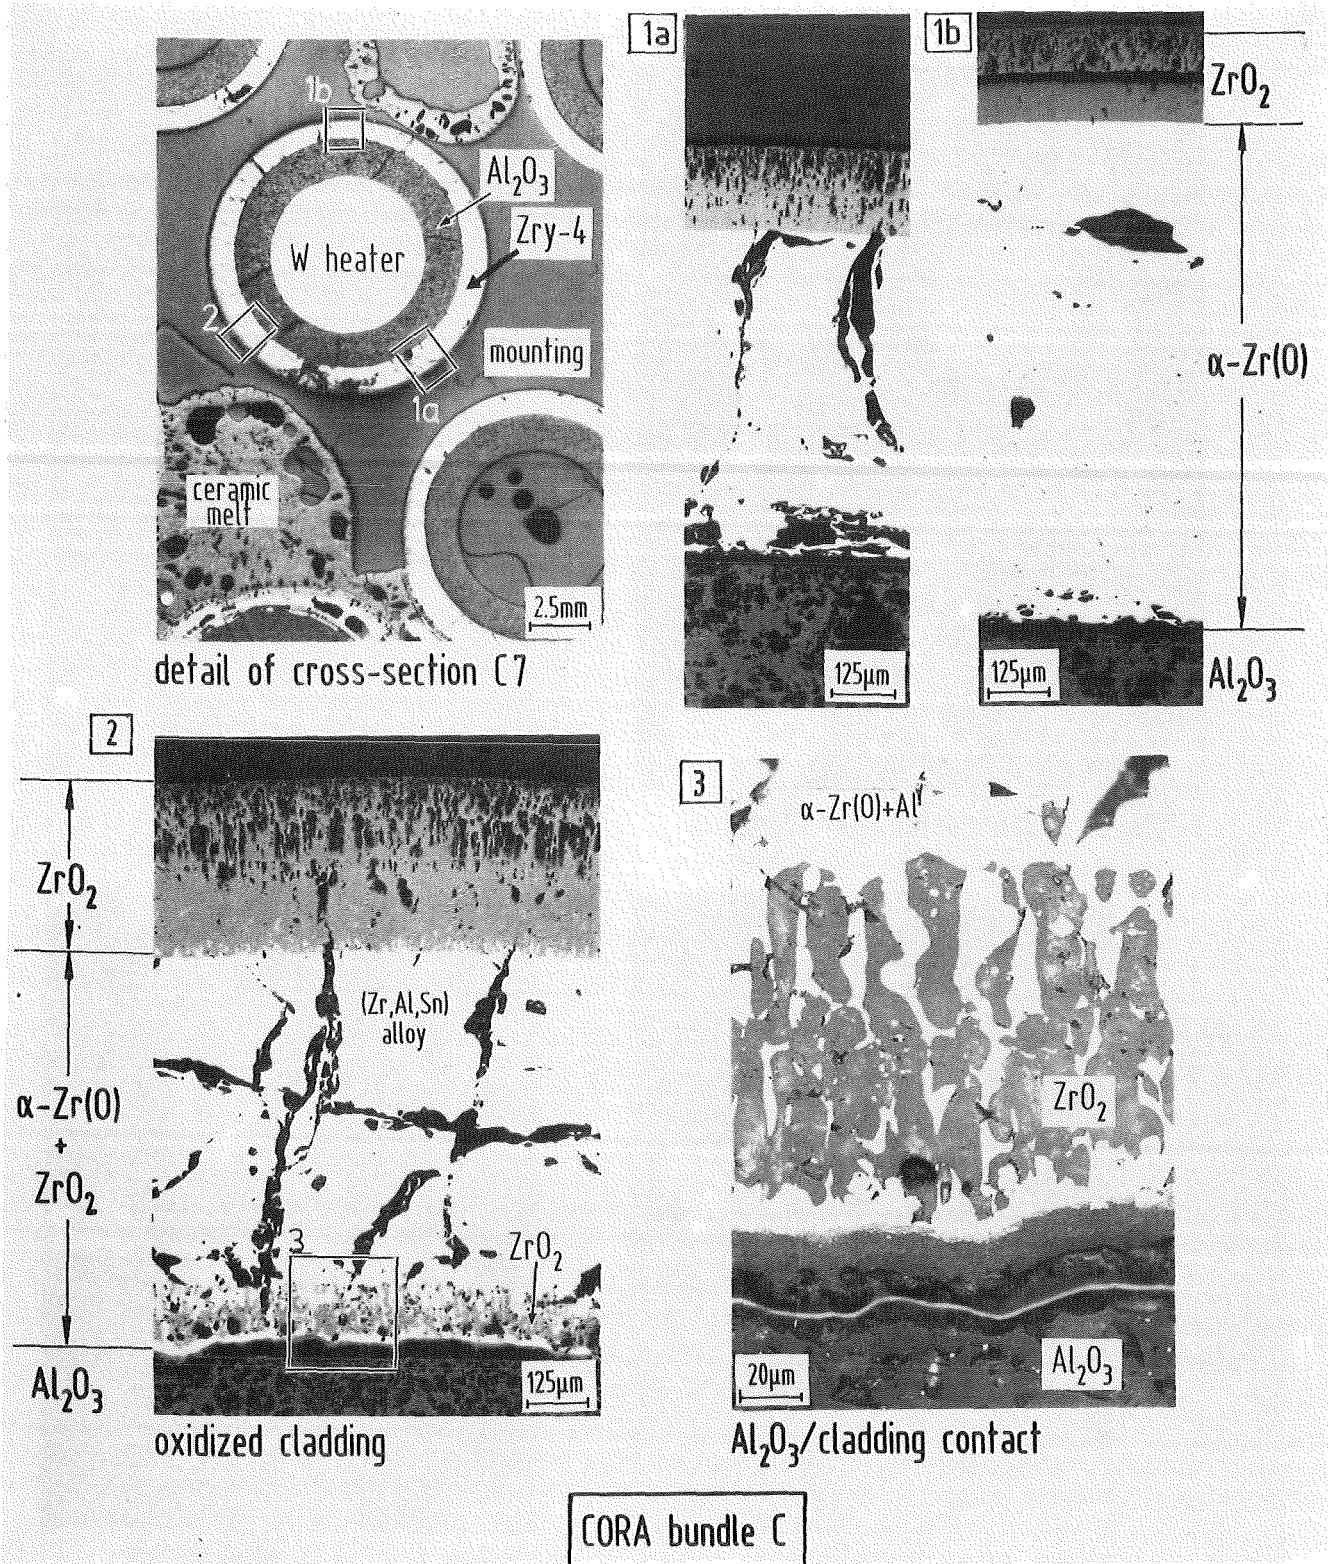 1b
Al₂O₃
Zry-4
W heater
2
mounting
1a
ceramic
melt
2.5mm
detail of cross-section C7
1a
125µm
1b
ZrO₂
α-Zr(O)
125µm
Al₂O₃
2
ZrO₂
(Zr,Al,Sn)
alloy
α-Zr(O)
+
ZrO₂
3
ZrO₂
Al₂O₃
125µm
oxidized cladding
3
α-Zr(O)+Al
ZrO₂
Al₂O₃
20µm
Al₂O₃/cladding contact
CORA bundle C